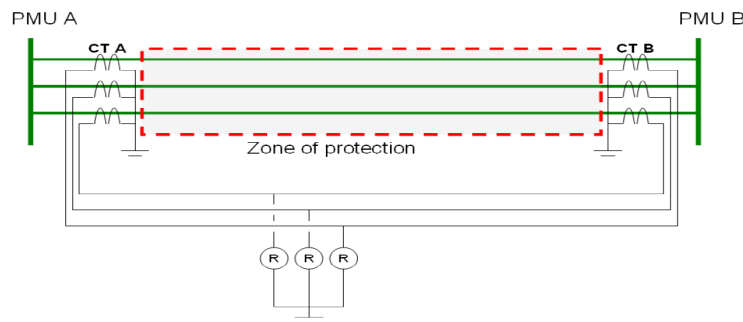 PMU A
PMU B
CT A
CT B
Zone of protection
R
R
R